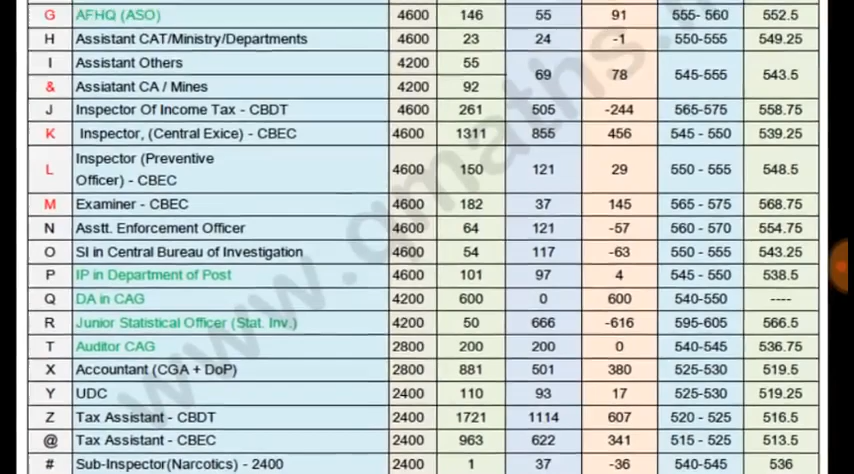 G AFHQ (ASO) 4600 146 55 91 555- 560 552.5
H Assistant CAT/Ministry/Departments 4600 23 24 -1 550-555 549.25
I Assistant Others 4200 55 69 78 545-555 543.5
& Assiatant CA / Mines 4200 92
J Inspector Of Income Tax - CBDT 4600 261 505 -244 565-575 558.75
K Inspector, (Central Exice) - CBEC 4600 1311 855 456 545 - 550 539.25
L Inspector (Preventive
Officer) - CBEC 4600 150 121 29 550 - 555 548.5
M Examiner - CBEC 4600 182 37 145 565 - 575 568.75
N Asstt. Enforcement Officer 4600 64 121 -57 560 - 570 554.75
O SI in Central Bureau of Investigation 4600 54 117 -63 550 - 555 543.25
P IP in Department of Post 4600 101 97 4 545 - 550 538.5
Q DA in CAG 4200 600 0 600 540-550 ----
R Junior Statistical Officer (Stat. Inv.) 4200 50 666 -616 595-605 566.5
T Auditor CAG 2800 200 200 0 540-545 536.75
X Accountant (CGA + DoP) 2800 881 501 380 525-530 519.5
Y UDC 2400 110 93 17 525-530 519.25
Z Tax Assistant - CBDT 2400 1721 1114 607 520 - 525 516.5
@ Tax Assistant - CBEC 2400 963 622 341 515 - 525 513.5
# Sub-Inspector(Narcotics) - 2400 2400 1 37 -36 540-545 536
www.qmaths.